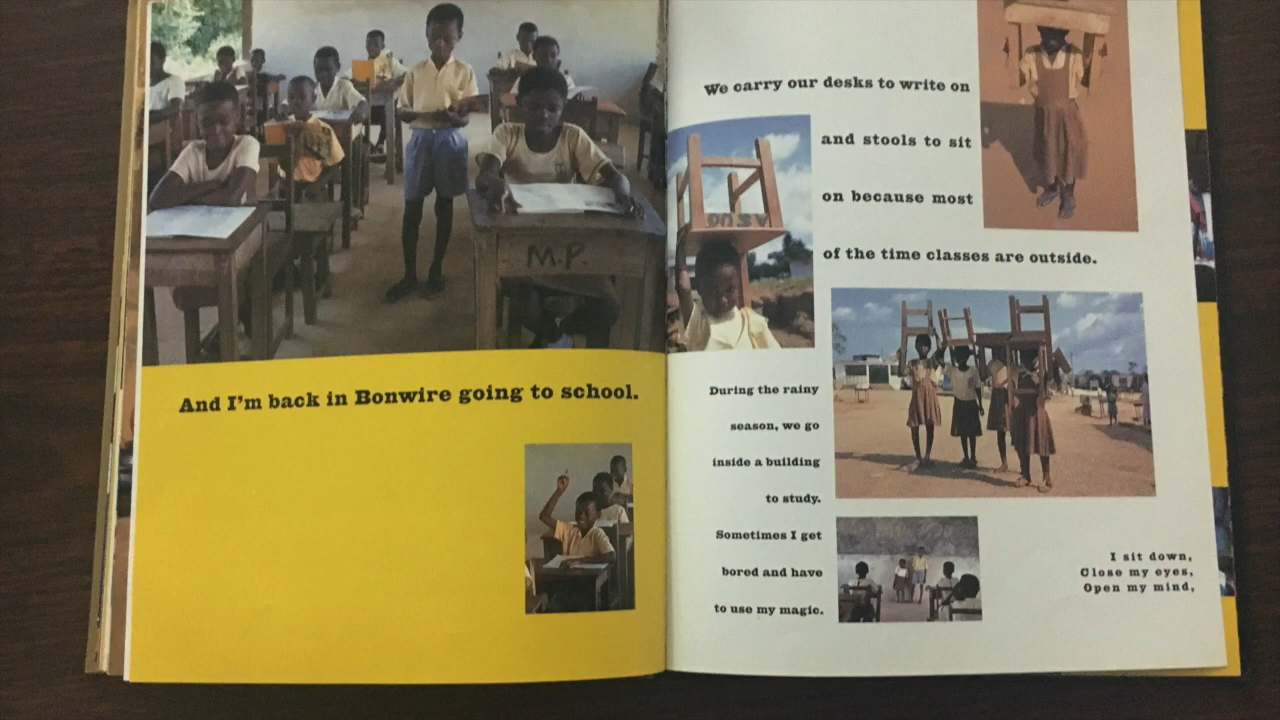 M.P.
And I'm back in Bonwire going to school.
We carry our desks to write on
and stools to sit
on because most
of the time classes are outside.
During the rainy
season, we go
inside a building
to study.
Sometimes I get
bored and have
to use my magic.
I sit down,
Close my eyes,
Open my mind,